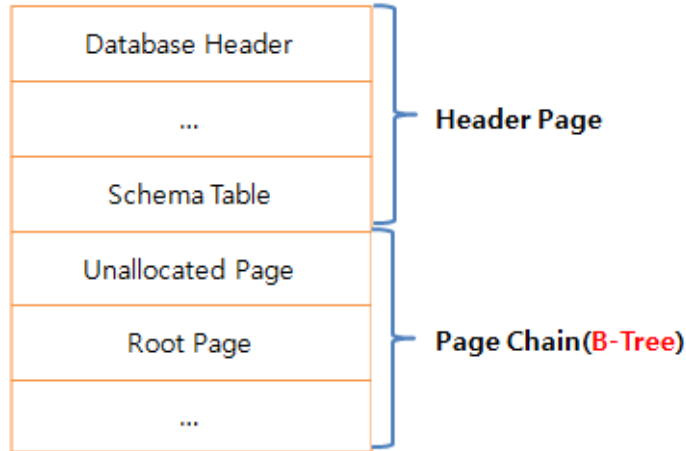 Database Header
...
Header Page
Schema Table
Unallocated Page
Root Page
Page Chain(B-Tree)
...